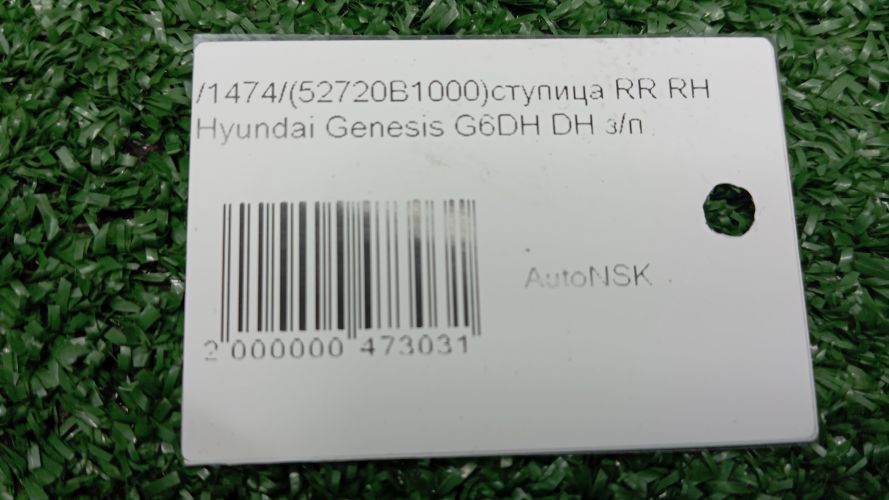 /1474/(52720B1000)ступица RR RH
Hyundai Genesis G6DH DH з/п
AutoNSK
2 000000 473031